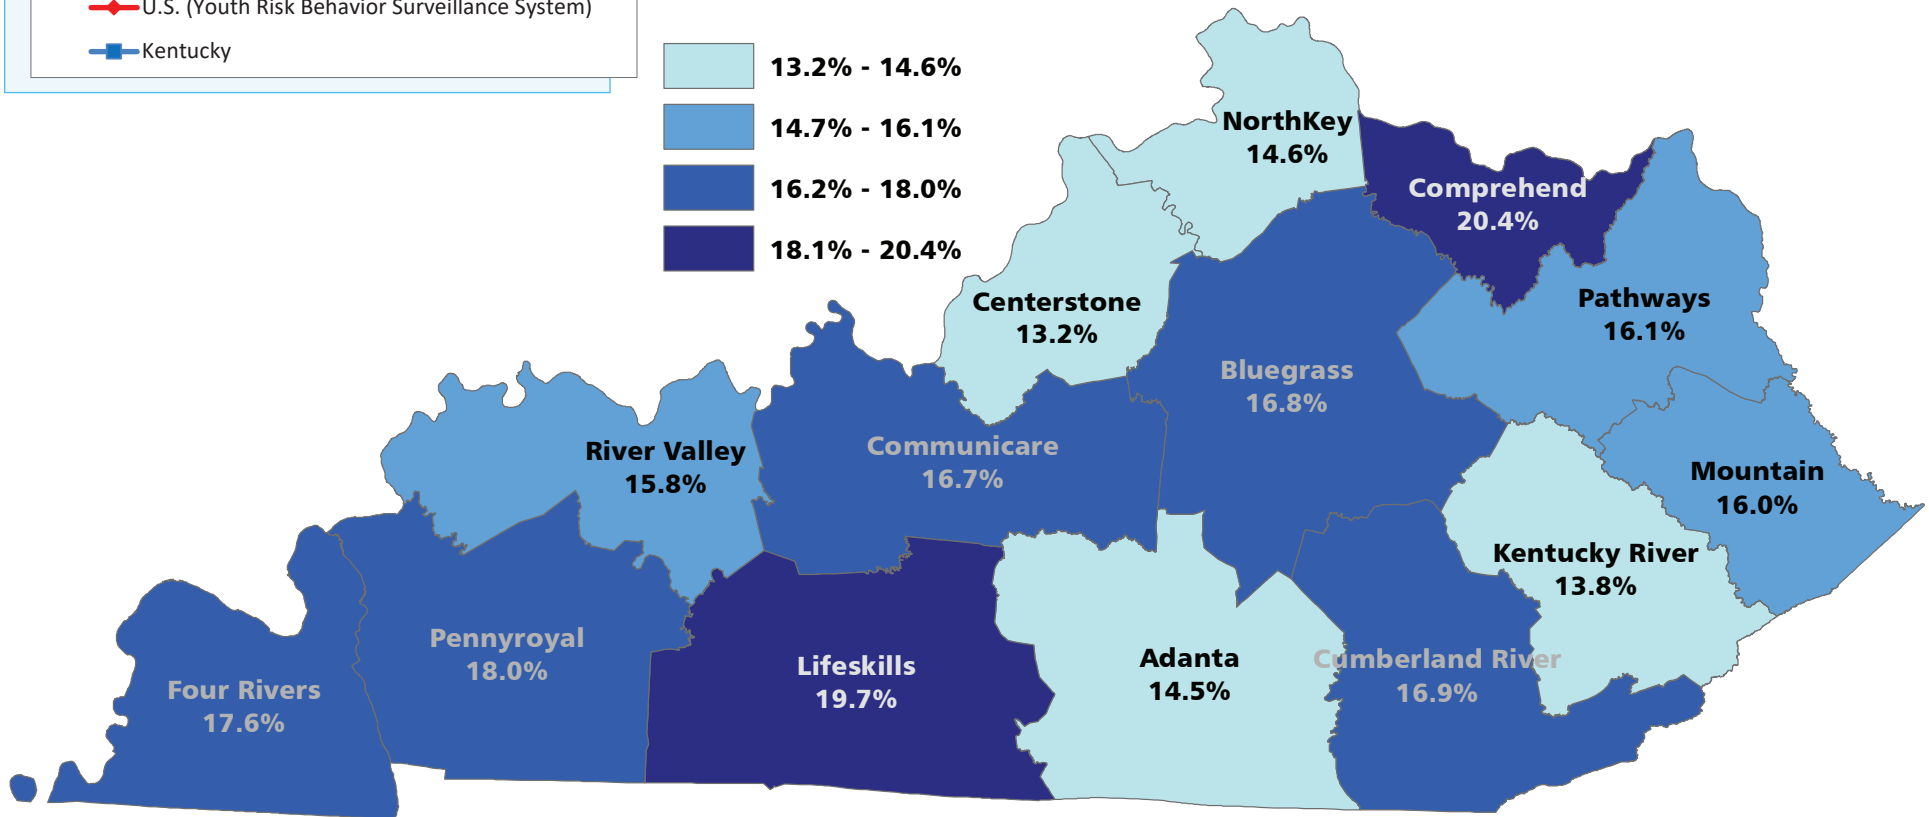 U.S. (Youth Risk Behavior Surveillance System)
Kentucky
13.2% - 14.6%
14.7% - 16.1%
16.2% - 18.0%
18.1% - 20.4%
NorthKey
14.6%
Comprehend
20.4%
Centerstone
13.2%
Pathways
16.1%
Bluegrass
16.8%
River Valley
15.8%
Communicare
16.7%
Mountain
16.0%
Kentucky River
13.8%
Pennyroyal
18.0%
Four Rivers
17.6%
Lifeskills
19.7%
Adanta
14.5%
Cumberland River
16.9%